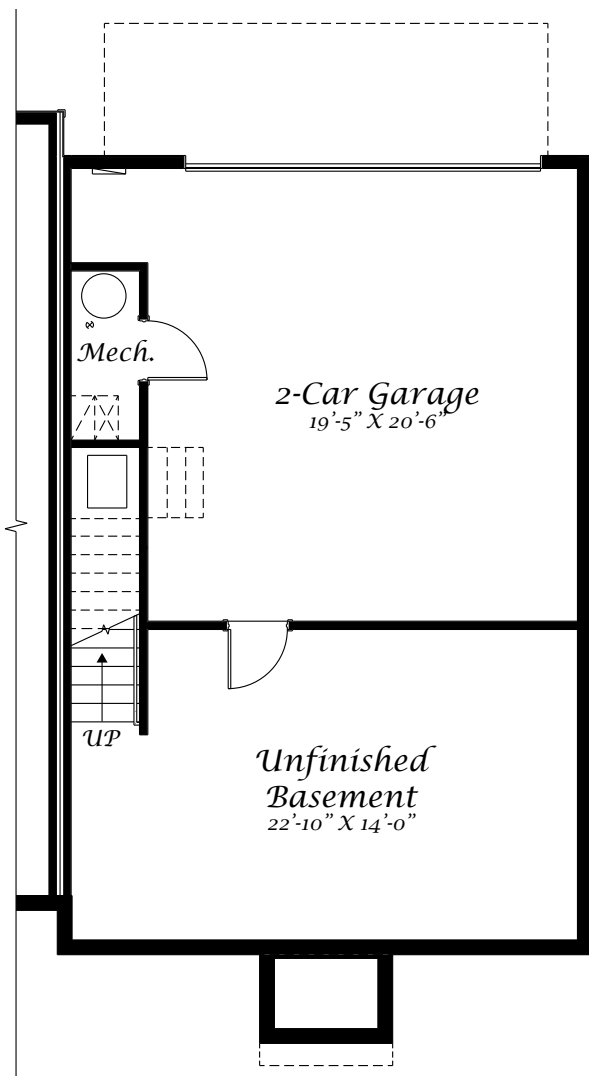 Mech.
2-Car Garage
19’-5” X 20’-6”
UP
Unfinished
Basement
22’-10” X 14’-0”